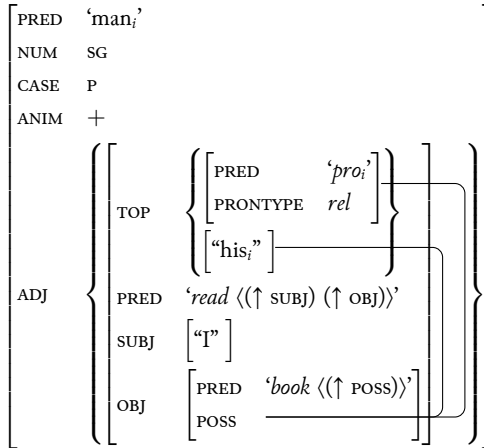 PRED ‘manᵢ’
NUM SG
CASE P
ANIM +
PRED ‘proᵢ’
TOP PRONTYPE rel
“hisᵢ”
ADJ PRED ‘read ⟨(↑ SUBJ) (↑ OBJ)⟩’
SUBJ “I”
PRED ‘book ⟨(↑ POSS)⟩’
OBJ POSS